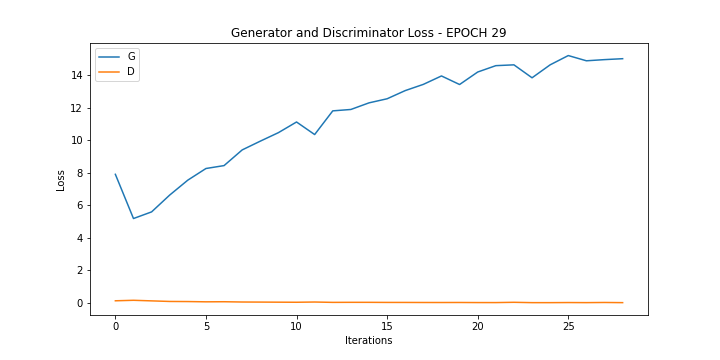 Generator and Discriminator Loss - EPOCH 29
G
D
14
12
10
8
6
4
2
0
Loss
0 5 10 15 20 25
Iterations